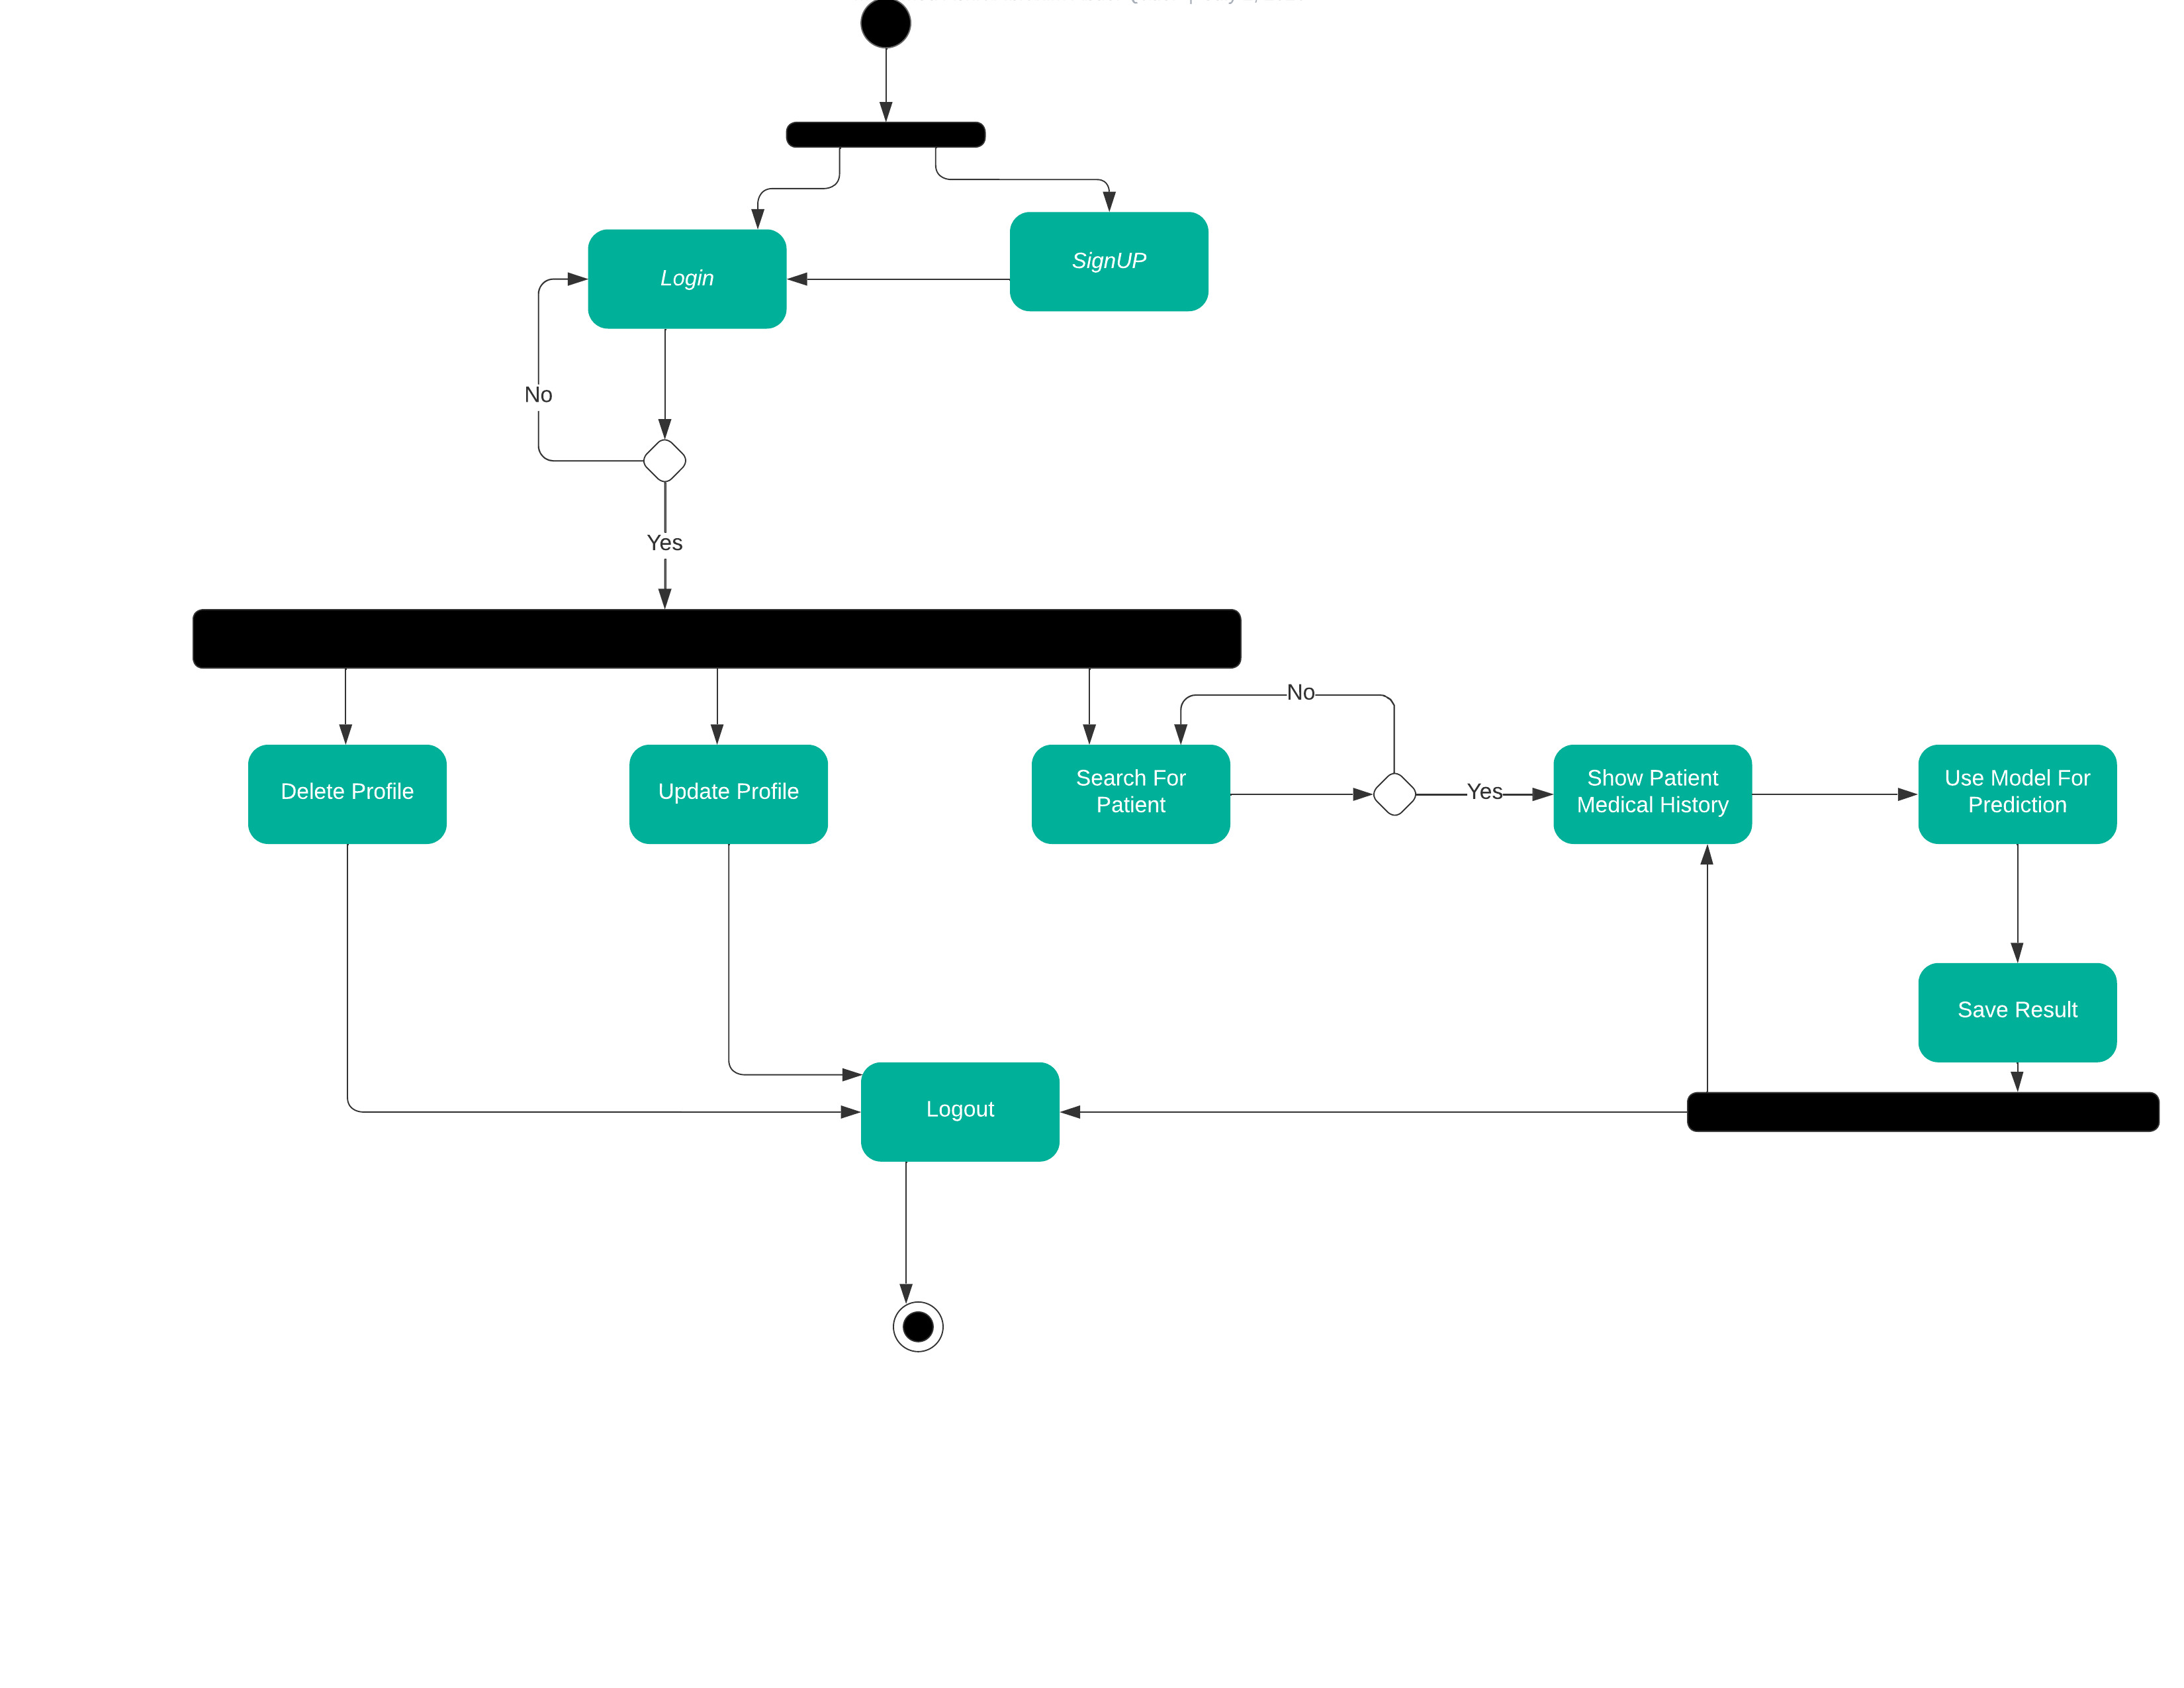 SignUP
Login
No
Yes
No
Delete Profile
Update Profile
Search For
Patient
Yes
Show Patient
Medical History
Use Model For
Prediction
Save Result
Logout